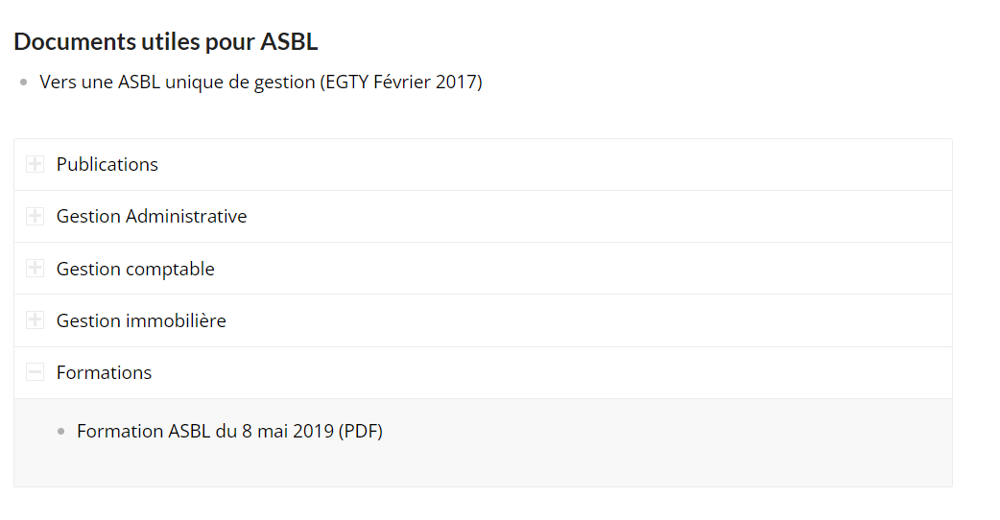 Documents utiles pour ASBL
Vers une ASBL unique de gestion (EGTY Février 2017)
Publications
Gestion Administrative
Gestion comptable
Gestion immobilière
Formations
Formation ASBL du 8 mai 2019 (PDF)